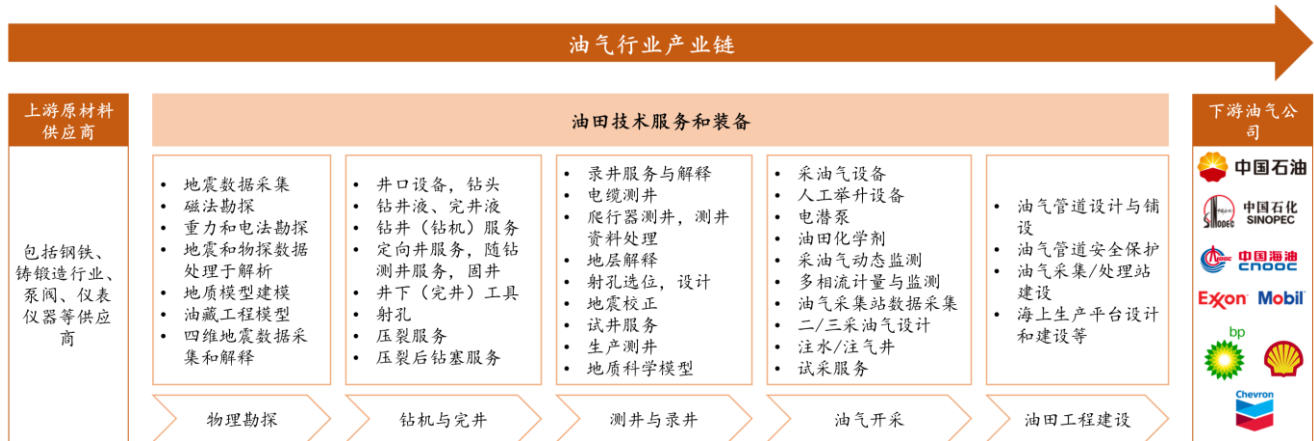 油气行业产业链
上游原材料
供应商
包括钢铁、
铸锻造行业、
泵阀、仪表
仪器等供应
商
油田技术服务和装备
• 地震数据采集
• 磁法勘探
• 重力和电法勘探
• 地震和物探数据
处理于解析
• 地质模型建模
• 油藏工程模型
• 四维地震数据采
集和解释
物理勘探
• 井口设备，钻头
• 钻井液、完井液
• 钻井（钻机）服务
• 定向井服务，随钻
测井服务，固井
• 井下（完井）工具
• 射孔
• 压裂服务
• 压裂后钻塞服务
钻机与完井
• 录井服务与解释
• 电缆测井
• 爬行器测井，测井
资料处理
• 地层解释
• 射孔选位，设计
• 地震校正
• 试井服务
• 生产测井
• 地质科学模型
测井与录井
• 采油气设备
• 人工举升设备
• 电潜泵
• 油田化学剂
• 采油气动态监测
• 多相流计量与监测
• 油气采集站数据采集
• 二/三采油气设计
• 注水/注气井
• 试采服务
油气开采
• 油气管道设计与铺
设
• 油气管道安全保护
• 油气采集/处理站
建设
• 海上生产平台设计
和建设等
油田工程建设
下游油气公
司
中国石油
中国石化
SINOPEC
SINOPEC
中国海油
CNOOC
CNOOC
Exxon Mobil
bp
Chevron